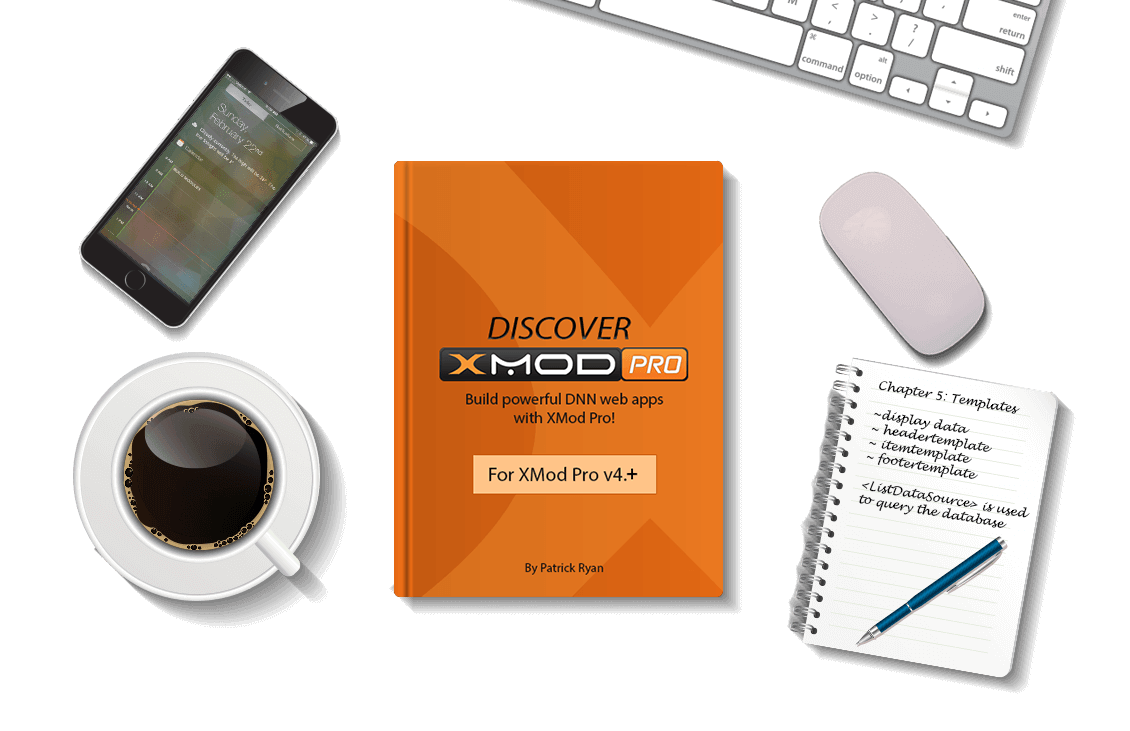 M
<
,
>
.
?
/
enter
return
⌘
command
alt
option
shift
Sunday,
February 22nd
Calendar
DISCOVER
XMOD PRO
Build powerful DNN web apps
with XMod Pro!
For XMod Pro v4.+
By Patrick Ryan
Chapter 5: Templates
~display data
~ headertemplate
~ itemtemplate
~ footertemplate
<ListDataSource> is used
to query the database